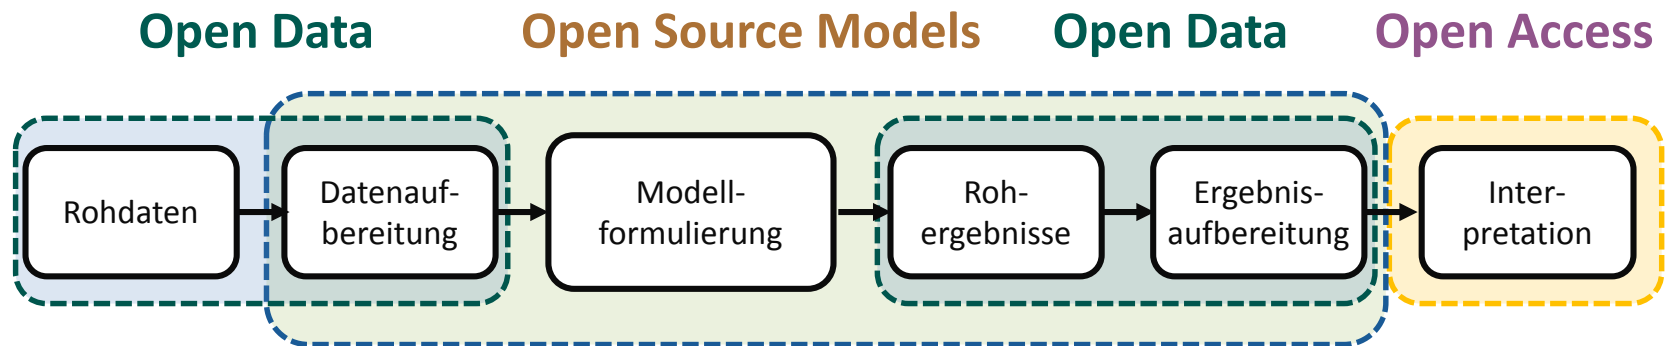 Open Data
Open Source Models
Open Data
Open Access
Rohdaten
Datenauf-
bereitung
Modell-
formulierung
Roh-
ergebnisse
Ergebnis-
aufbereitung
Inter-
pretation